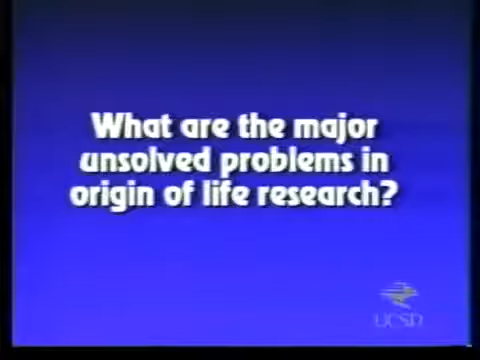 What are the major
unsolved problems in
origin of life research?
UCSD